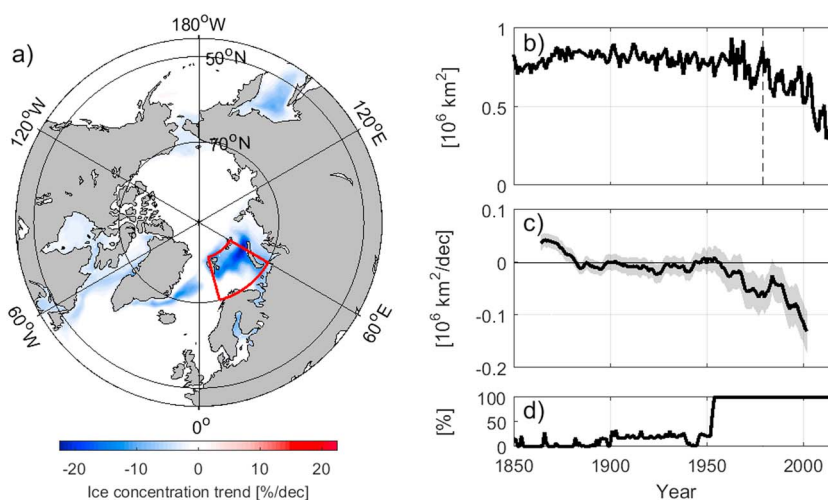 a)
180°W
50°N
120°W
120°E
70°N
60°W
60°E
0°
-20 -10 0 10 20
Ice concentration trend [%/dec]
b)
1
0.5
0
[10⁶ km²]
c)
0.1
0
-0.1
-0.2
[10⁶ km²/dec]
d)
100
50
0
[%]
1850 1900 1950 2000
Year